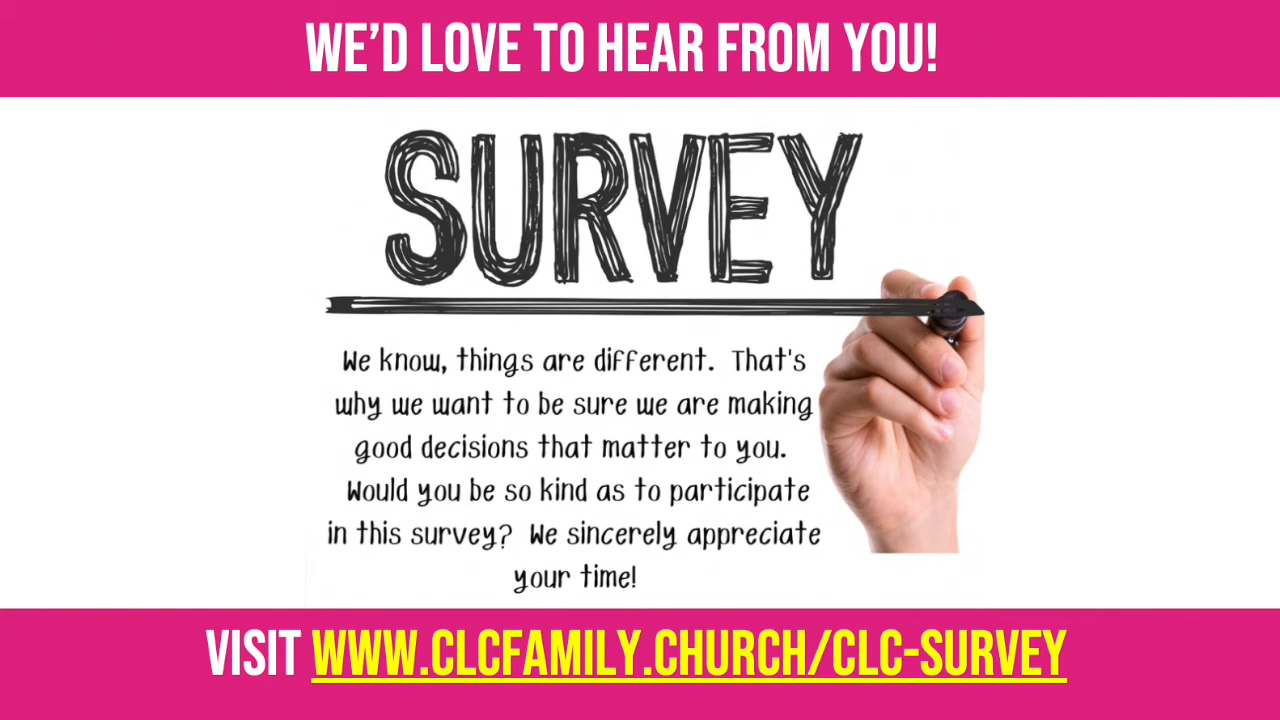 WE’D LOVE TO HEAR FROM YOU!
SURVEY
We know, things are different. That's
why we want to be sure we are making
good decisions that matter to you.
Would you be so kind as to participate
in this survey? We sincerely appreciate
your time!
VISIT WWW.CLCFAMILY.CHURCH/CLC-SURVEY